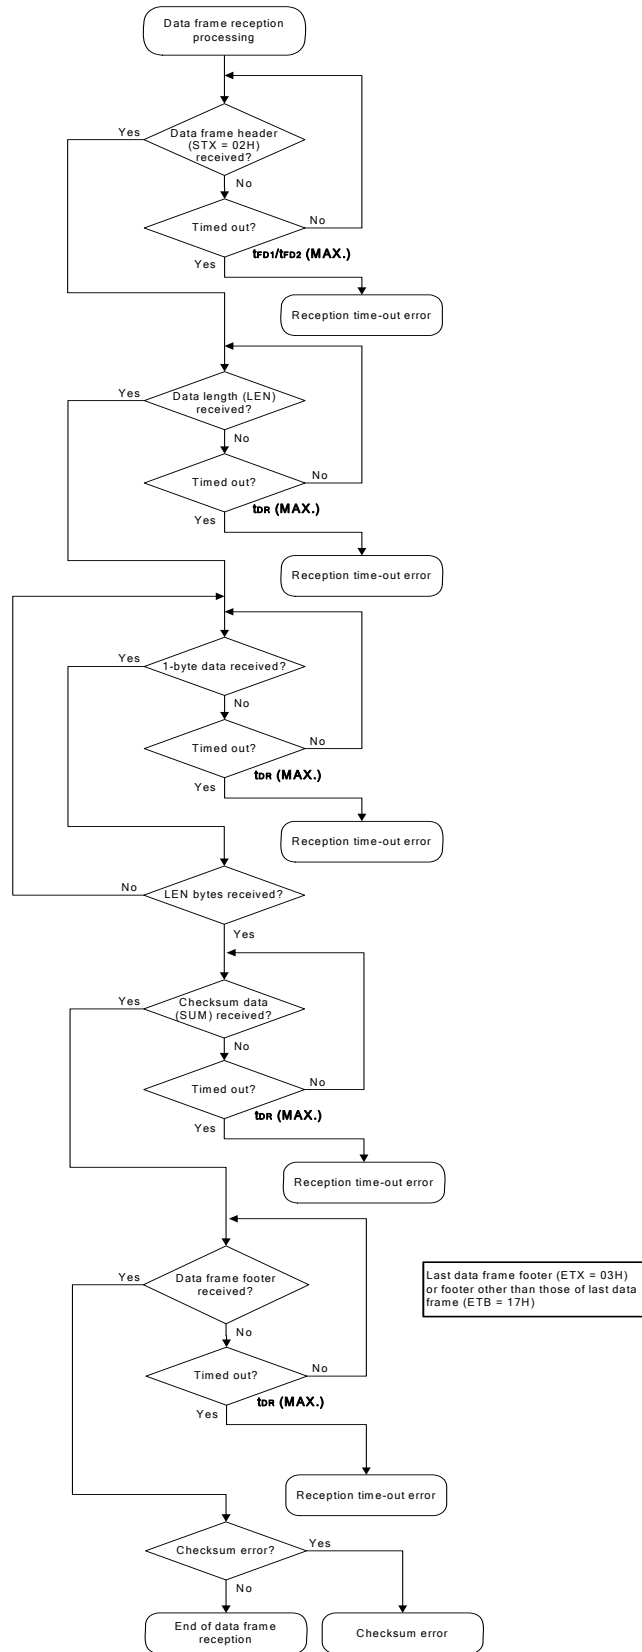 Data frame reception
processing
Yes
Data frame header
(STX = 02H)
received?
No
Timed out?
No
tFD1/tFD2 (MAX.)
Yes
Reception time-out error
Yes
Data length (LEN)
received?
No
Timed out?
No
tDR (MAX.)
Yes
Reception time-out error
Yes
1-byte data received?
No
Timed out?
No
tDR (MAX.)
Yes
Reception time-out error
No
LEN bytes received?
Yes
Yes
Checksum data
(SUM) received?
No
Timed out?
No
tDR (MAX.)
Yes
Reception time-out error
Yes
Data frame footer
received?
Last data frame footer (ETX = 03H)
or footer other than those of last data
frame (ETB = 17H)
No
Timed out?
No
tDR (MAX.)
Yes
Reception time-out error
Checksum error?
Yes
No
End of data frame
reception
Checksum error